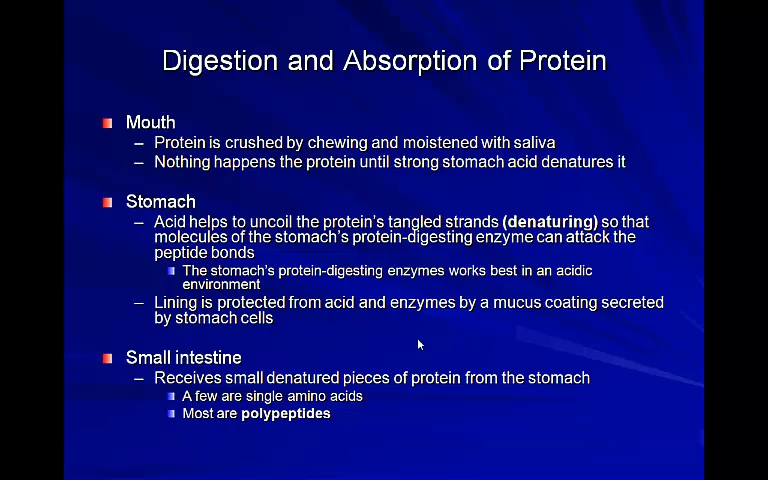 Digestion and Absorption of Protein
Mouth
– Protein is crushed by chewing and moistened with saliva
– Nothing happens the protein until strong stomach acid denatures it
Stomach
– Acid helps to uncoil the protein's tangled strands (denaturing) so that
molecules of the stomach's protein-digesting enzyme can attack the
peptide bonds
The stomach's protein-digesting enzymes works best in an acidic
environment
– Lining is protected from acid and enzymes by a mucus coating secreted
by stomach cells
Small intestine
– Receives small denatured pieces of protein from the stomach
A few are single amino acids
Most are polypeptides